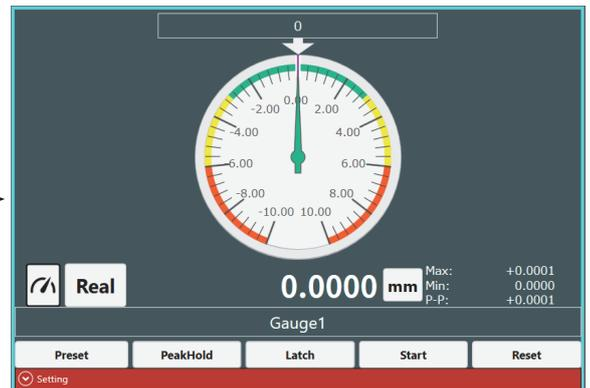 0
0.00
-2.00 2.00
-4.00 4.00
-6.00 6.00
-8.00 8.00
-10.00 10.00
Real 0.0000 mm
Max: +0.0001
Min: 0.0000
P-P: +0.0001
Gauge1
Preset PeakHold Latch Start Reset
Setting